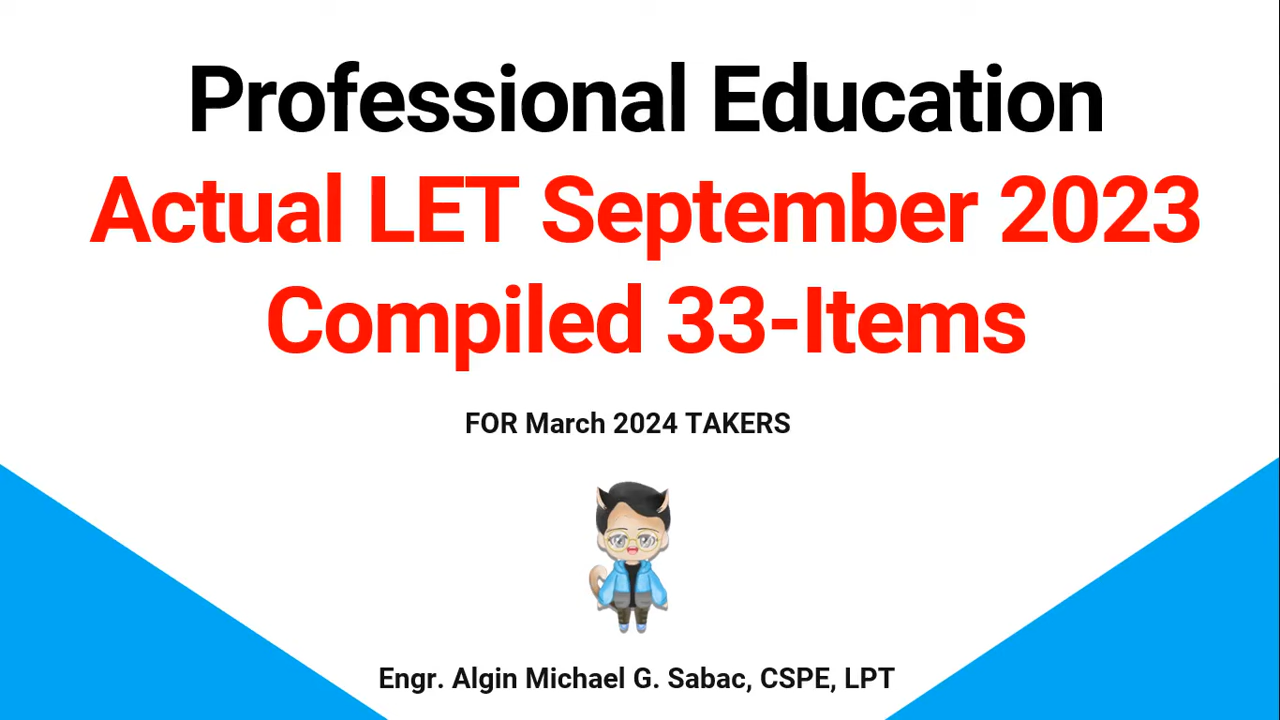 Professional Education
Actual LET September 2023
Compiled 33-Items
FOR March 2024 TAKERS
Engr. Algin Michael G. Sabac, CSPE, LPT